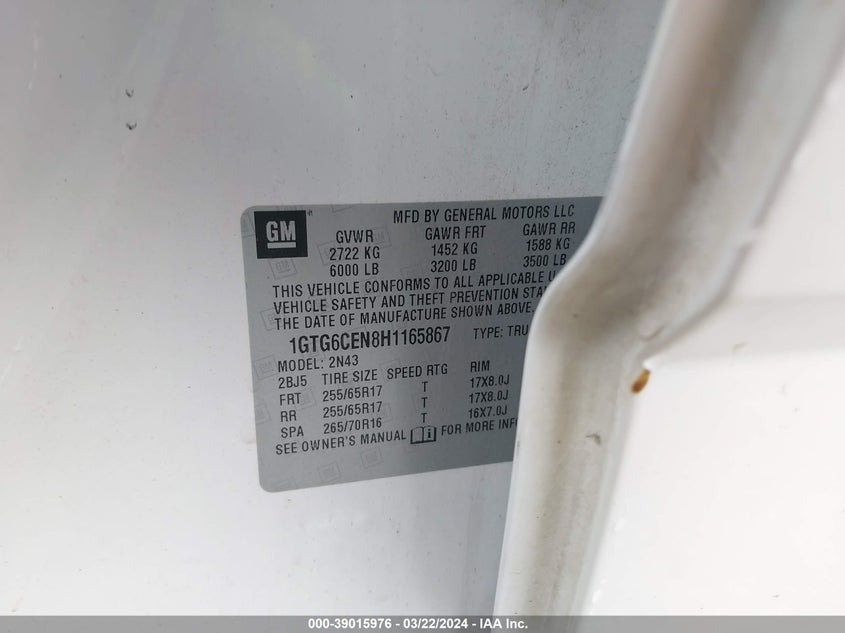 GM
MFD BY GENERAL MOTORS LLC
GVWR GAWR FRT GAWR RR
2722 KG 1452 KG 1588 KG
6000 LB 3200 LB 3500 LB
THIS VEHICLE CONFORMS TO ALL APPLICABLE U
VEHICLE SAFETY AND THEFT PREVENTION STA
THE DATE OF MANUFACTURE SHOWN ABOVE.
1GTG6CEN8H1165867 TYPE: TRU
MODEL: 2N43
2BJ5 TIRE SIZE SPEED RTG RIM
FRT 255/65R17 T 17X8.0J
RR 255/65R17 T 17X8.0J
SPA 265/70R16 T 16X7.0J
SEE OWNER'S MANUAL FOR MORE INFO
000-39015976 - 03/22/2024 - IAA Inc.